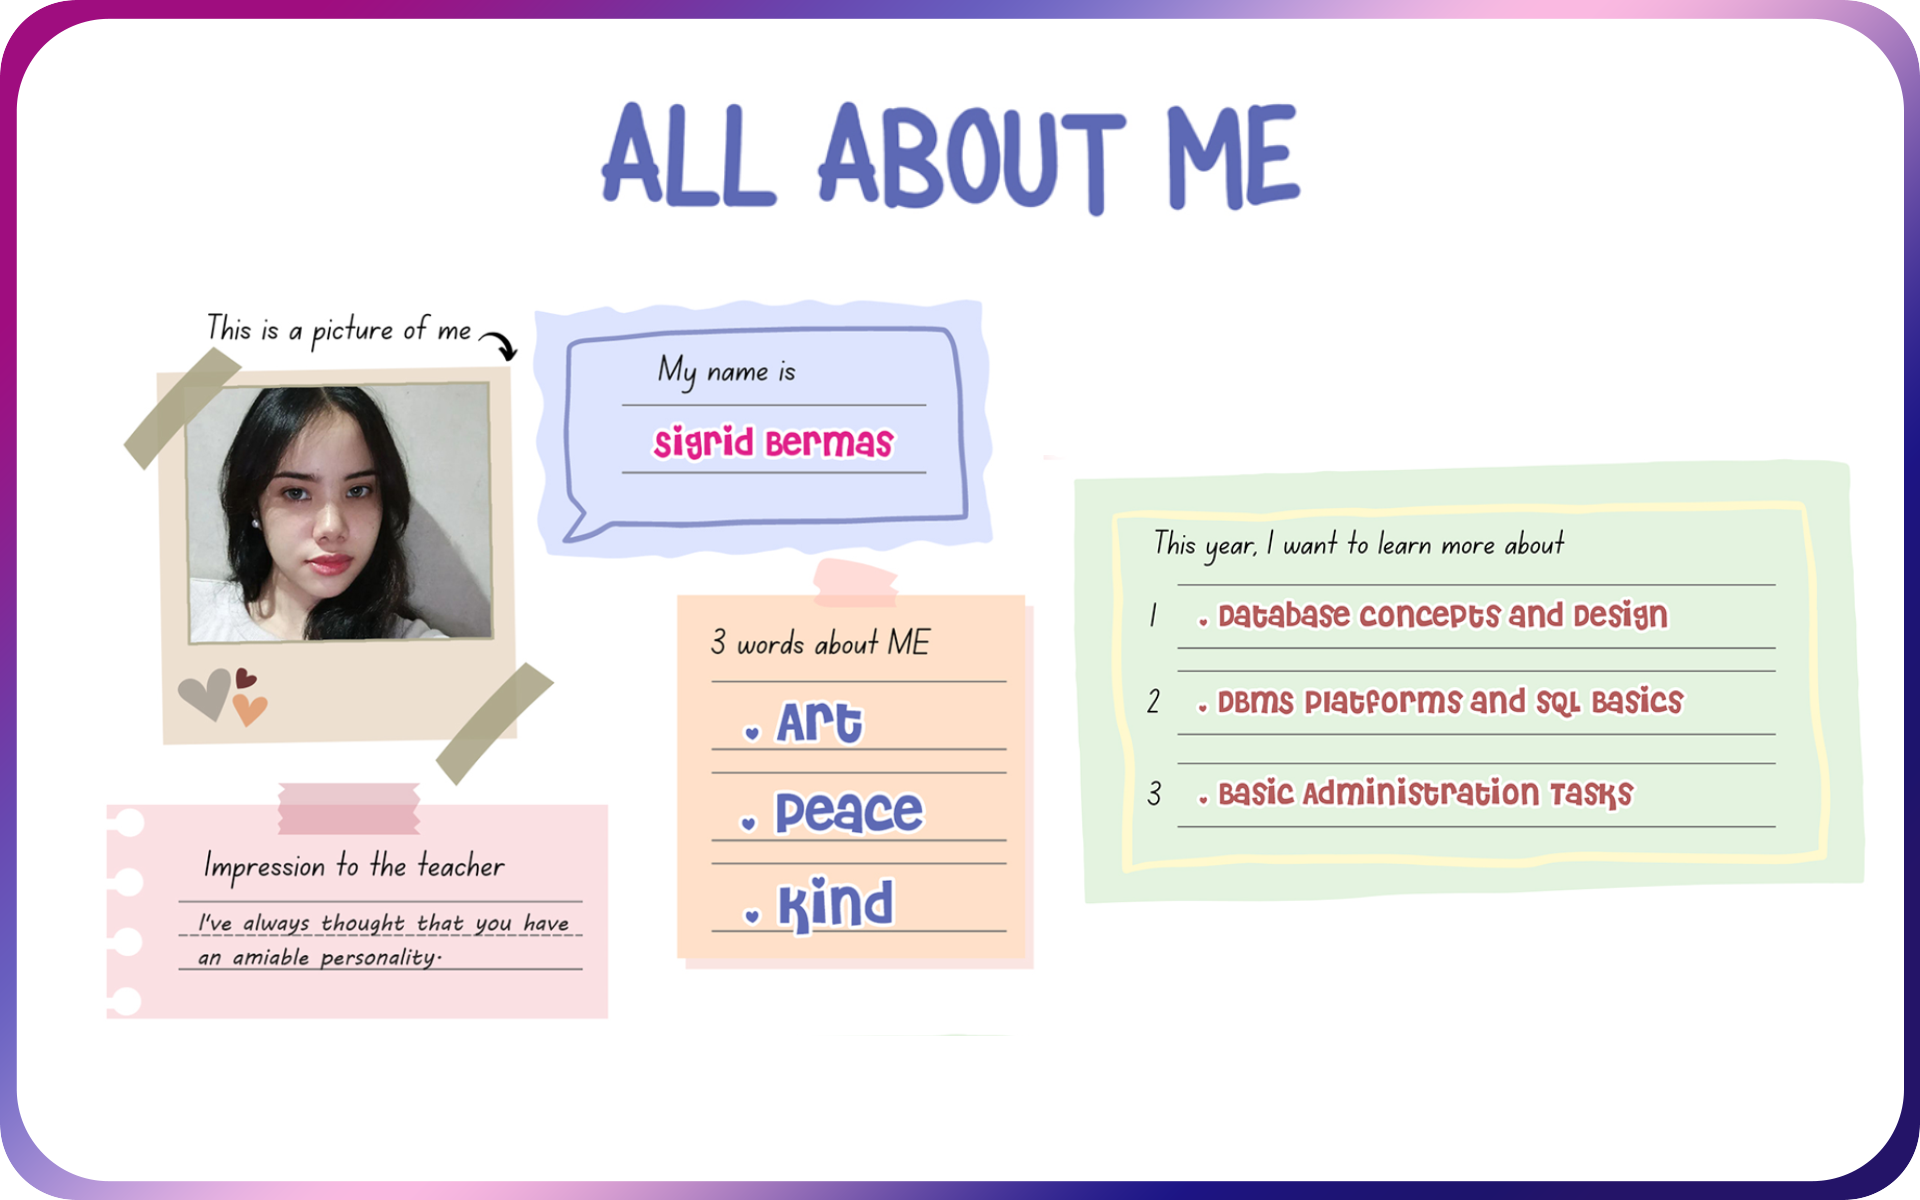 ALL ABOUT ME
This is a picture of me
My name is
Sigrid Bermas
3 words about ME
Art
Peace
Kind
Impression to the teacher
I've always thought that you have
an amiable personality.
This year, I want to learn more about
1 Database Concepts and Design
2 DBMS Platforms and SQL Basics
3 Basic Administration Tasks